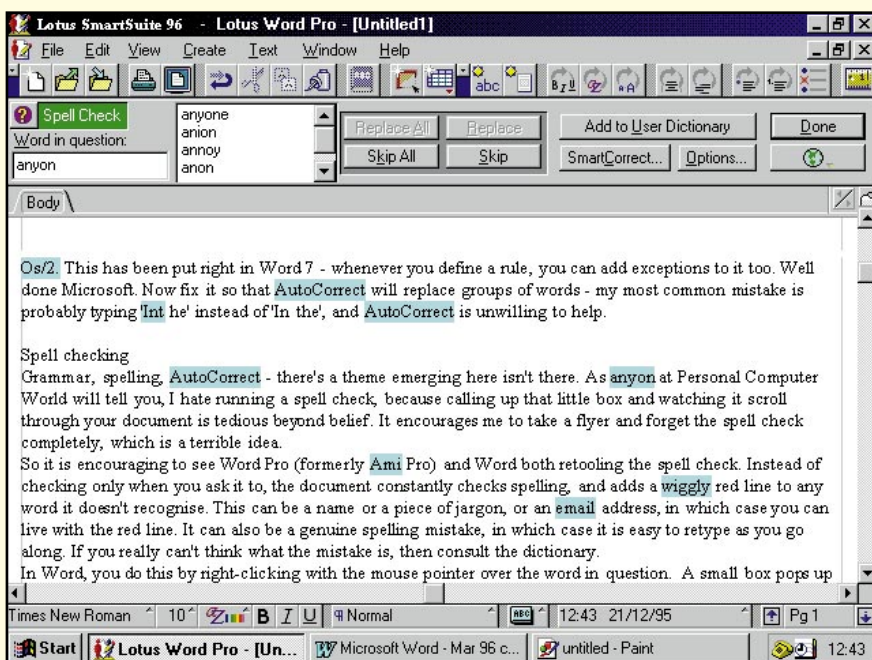 Lotus SmartSuite 96 - Lotus Word Pro - [Untitled1]
File Edit View Create Text Window Help
abc B I U A A
Spell Check
Word in question:
anyon
anyone
anion
annoy
anon
Replace All Replace
Skip All Skip
Add to User Dictionary
SmartCorrect... Options...
Done
Body
Os/2. This has been put right in Word 7 - whenever you define a rule, you can add exceptions to it too. Well
done Microsoft. Now fix it so that AutoCorrect will replace groups of words - my most common mistake is
probably typing 'Int he' instead of 'In the', and AutoCorrect is unwilling to help.
Spell checking
Grammar, spelling, AutoCorrect - there's a theme emerging here isn't there. As anyon at Personal Computer
World will tell you, I hate running a spell check, because calling up that little box and watching it scroll
through your document is tedious beyond belief. It encourages me to take a flyer and forget the spell check
completely, which is a terrible idea.
So it is encouraging to see Word Pro (formerly Ami Pro) and Word both retooling the spell check. Instead of
checking only when you ask it to, the document constantly checks spelling, and adds a wiggly red line to any
word it doesn't recognise. This can be a name or a piece of jargon, or an email address, in which case you can
live with the red line. It can also be a genuine spelling mistake, in which case it is easy to retype as you go
along. If you really can't think what the mistake is, then consult the dictionary.
In Word, you do this by right-clicking with the mouse pointer over the word in question. A small box pops up
Times New Roman 10 B I U Normal ABC 12:43 21/12/95 Pg 1
Start Lotus Word Pro - [Un... Microsoft Word - Mar 96 c... untitled - Paint 12:43